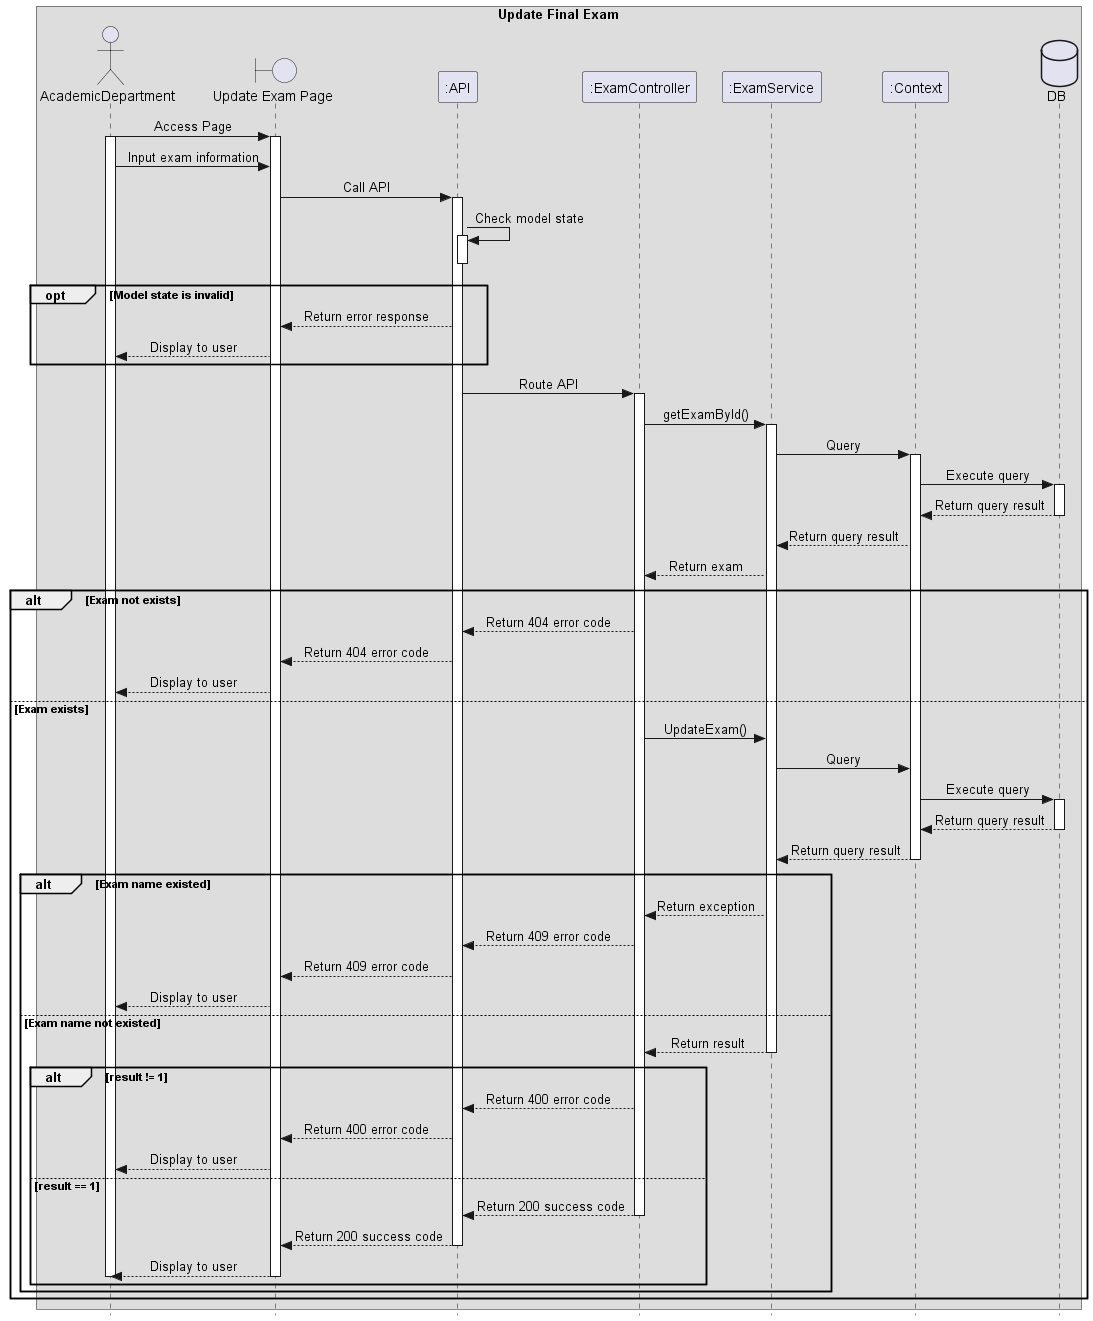 Update Final Exam
AcademicDepartment
Update Exam Page
:API
:ExamController
:ExamService
:Context
DB
Access Page
Input exam information
Call API
Check model state
opt
[Model state is invalid]
Return error response
Display to user
Route API
getExamById()
Query
Execute query
Return query result
Return query result
Return exam
alt
[Exam not exists]
Return 404 error code
Return 404 error code
Display to user
[Exam exists]
UpdateExam()
Query
Execute query
Return query result
Return query result
alt
[Exam name existed]
Return exception
Return 409 error code
Return 409 error code
Display to user
[Exam name not existed]
Return result
alt
[result != 1]
Return 400 error code
Return 400 error code
Display to user
[result == 1]
Return 200 success code
Return 200 success code
Display to user